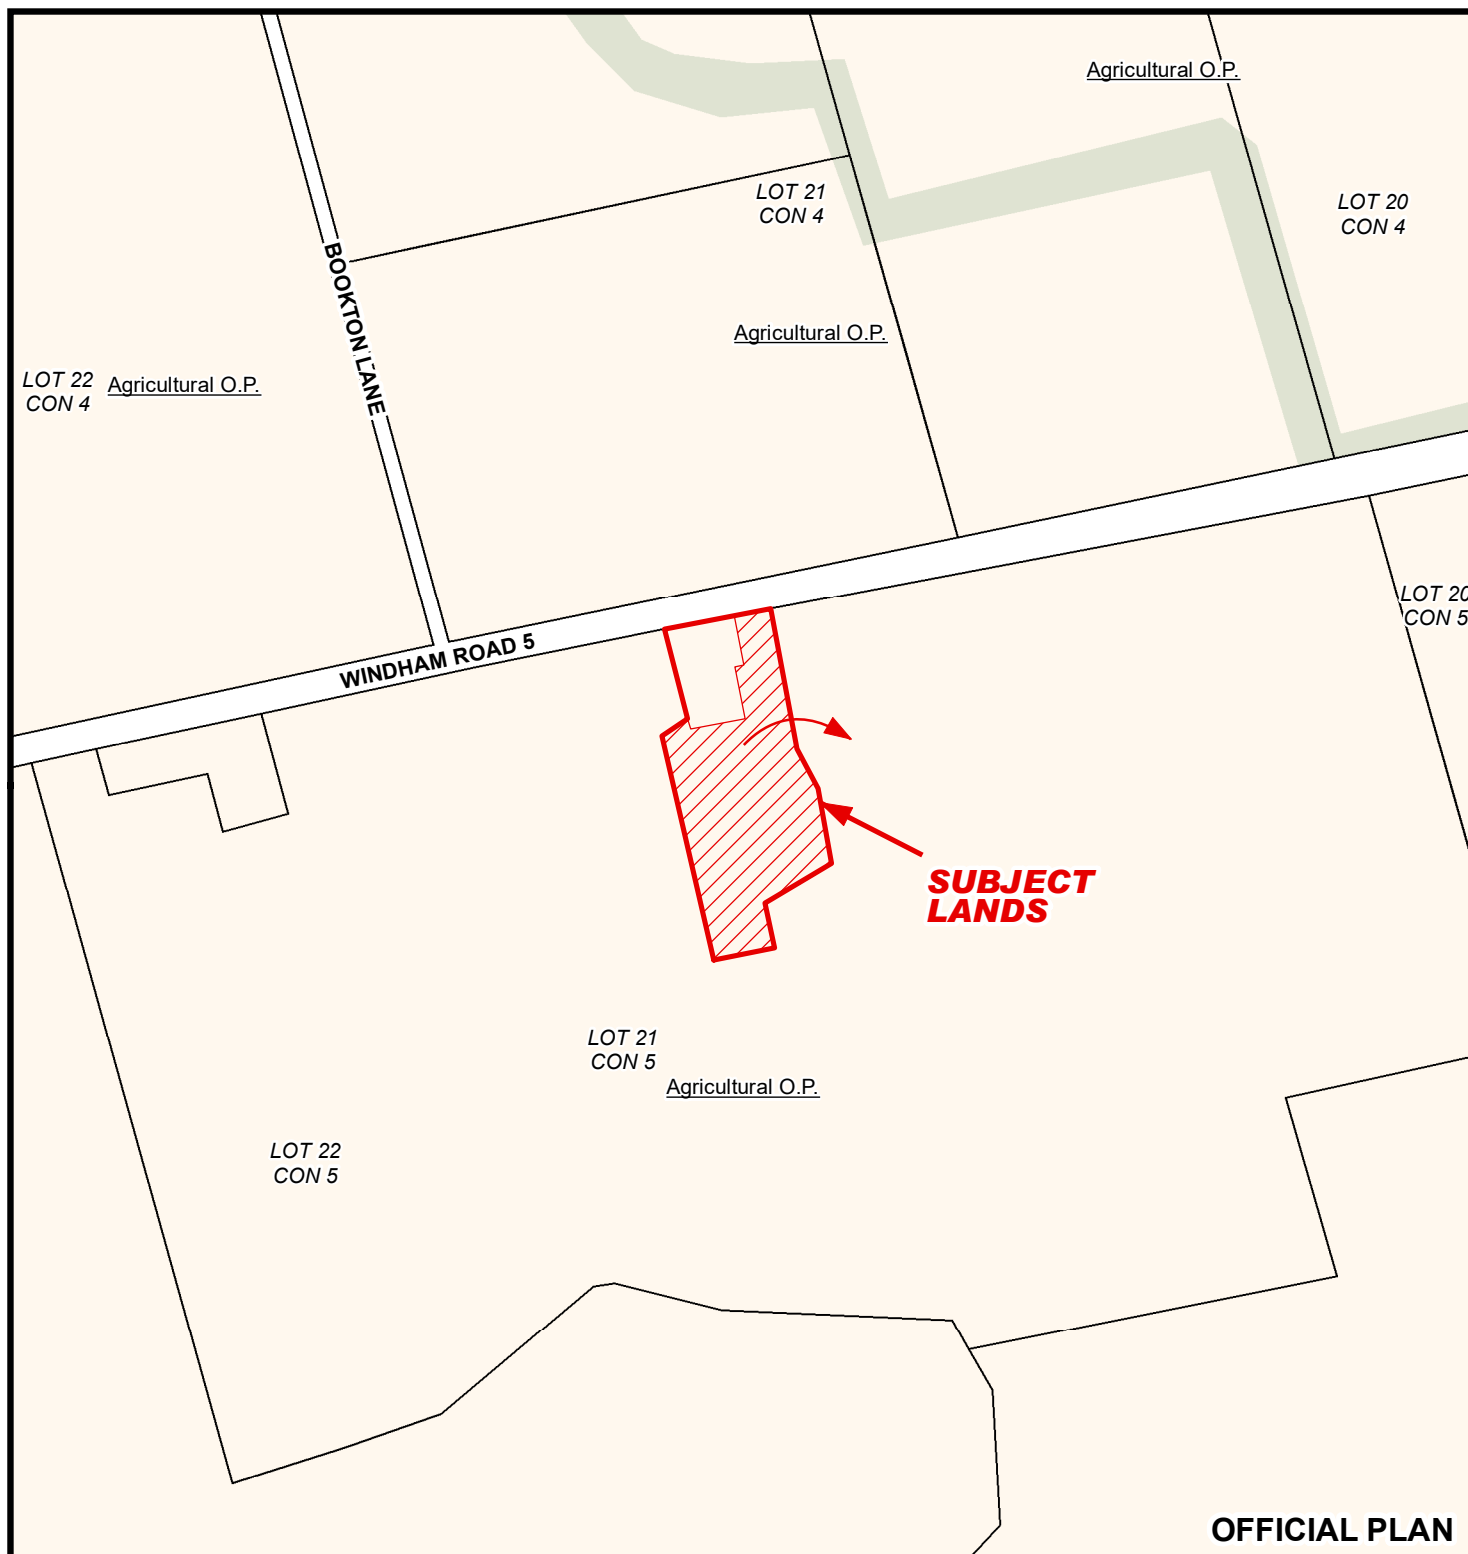 Agricultural O.P.
LOT 21
CON 4
LOT 20
CON 4
BOOKTON LANE
Agricultural O.P.
LOT 22
CON 4
Agricultural O.P.
LOT 20
CON 5
WINDHAM ROAD 5
SUBJECT
LANDS
LOT 21
CON 5
Agricultural O.P.
LOT 22
CON 5
OFFICIAL PLAN